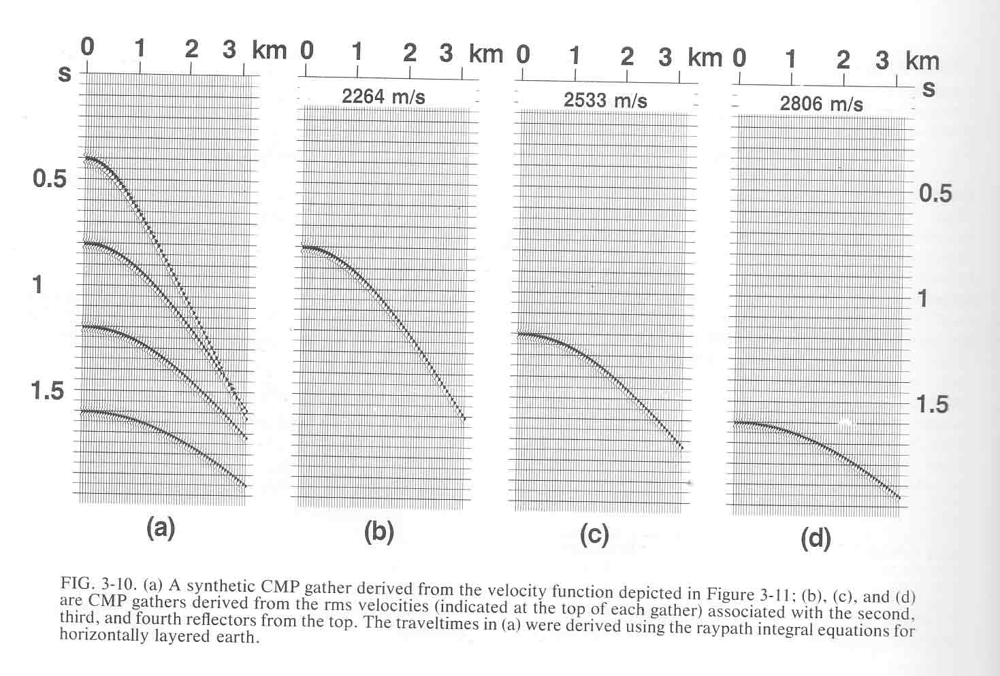 0 1 2 3 km 0 1 2 3 km 0 1 2 3 km 0 1 2 3 km
s s
2264 m/s 2533 m/s 2806 m/s
0.5 0.5
1 1
1.5 1.5
(a) (b) (c) (d)
FIG. 3-10. (a) A synthetic CMP gather derived from the velocity function depicted in Figure 3-11; (b), (c), and (d)
are CMP gathers derived from the rms velocities (indicated at the top of each gather) associated with the second,
third, and fourth reflectors from the top. The traveltimes in (a) were derived using the raypath integral equations for
horizontally layered earth.